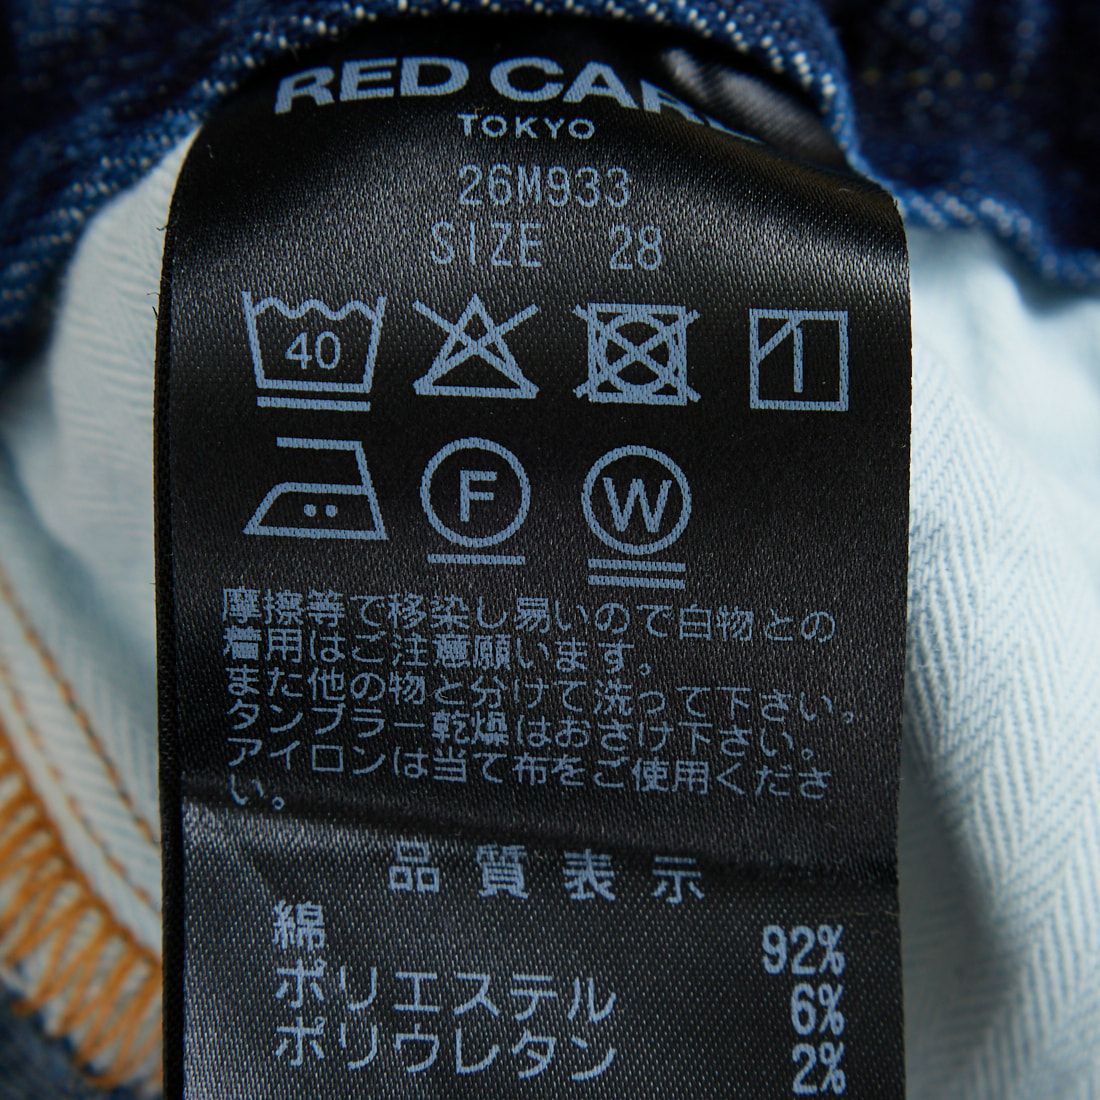 RED CARD
TOKYO
26M933
SIZE 28
40
F
W
摩擦等で移染し易いので白物との
着用はご注意願います。
また他の物と分けて洗って下さい。
タンブラー乾燥はおさけ下さい。
アイロンは当て布をご使用くださ
い。
品質表示
綿 92%
ポリエステル 6%
ポリウレタン 2%